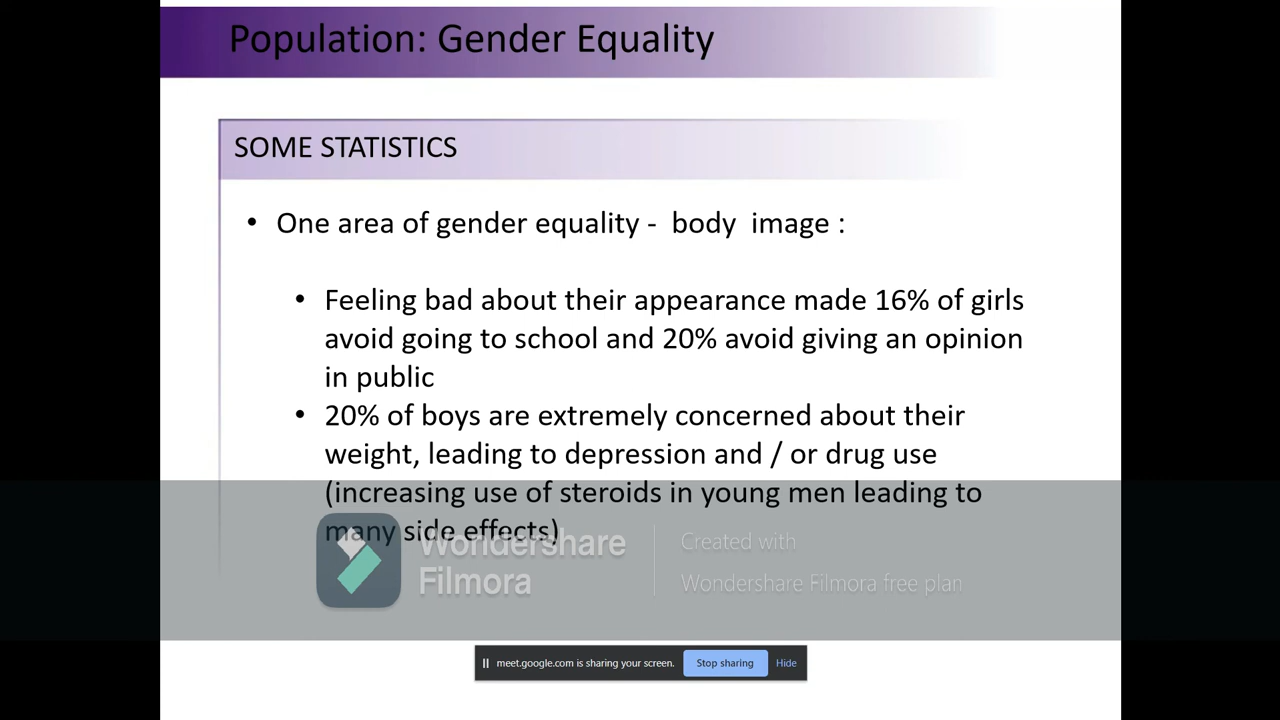 Population: Gender Equality
SOME STATISTICS
• One area of gender equality - body image :
• Feeling bad about their appearance made 16% of girls
avoid going to school and 20% avoid giving an opinion
in public
• 20% of boys are extremely concerned about their
weight, leading to depression and / or drug use
(increasing use of steroids in young men leading to
many side effects)
Wondershare
Filmora
Created with
Wondershare Filmora free plan
meet.google.com is sharing your screen. Stop sharing Hide